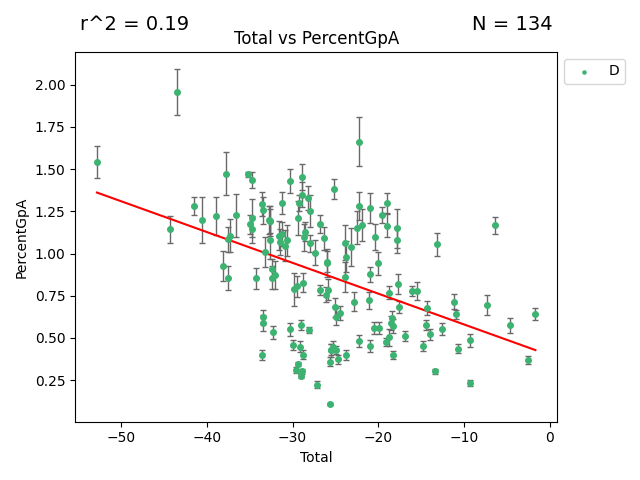 r^2 = 0.19
N = 134
Total vs PercentGpA
D
PercentGpA
2.00
1.75
1.50
1.25
1.00
0.75
0.50
0.25
−50
−40
−30
−20
−10
0
Total